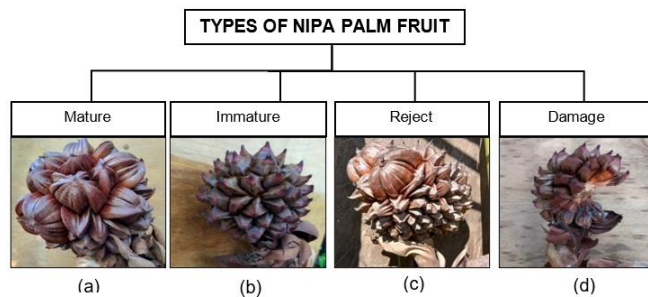 TYPES OF NIPA PALM FRUIT
Mature
Immature
Reject
Damage
(a)
(b)
(c)
(d)